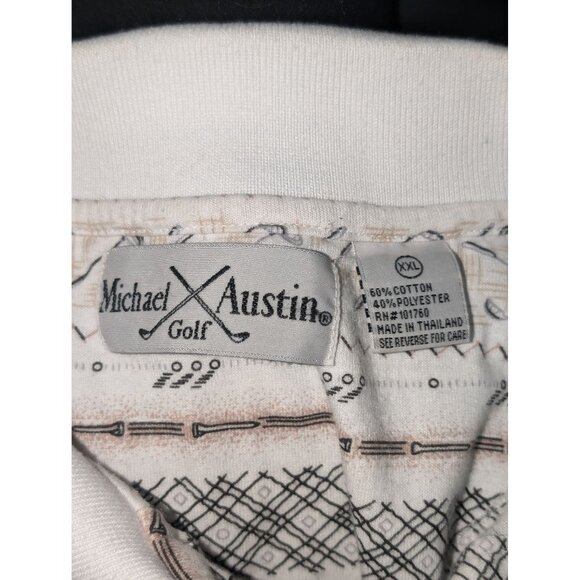 Michael Austin®
Golf
XXL
60% COTTON
40% POLYESTER
RN# 101760
MADE IN THAILAND
SEE REVERSE FOR CARE